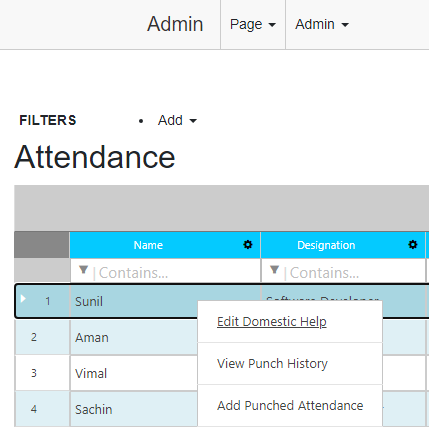 Admin Page Admin
FILTERS • Add
Attendance
Name Designation
Contains... Contains...
1 Sunil Software Developer
Edit Domestic Help
2 Aman
View Punch History
3 Vimal
Add Punched Attendance
4 Sachin